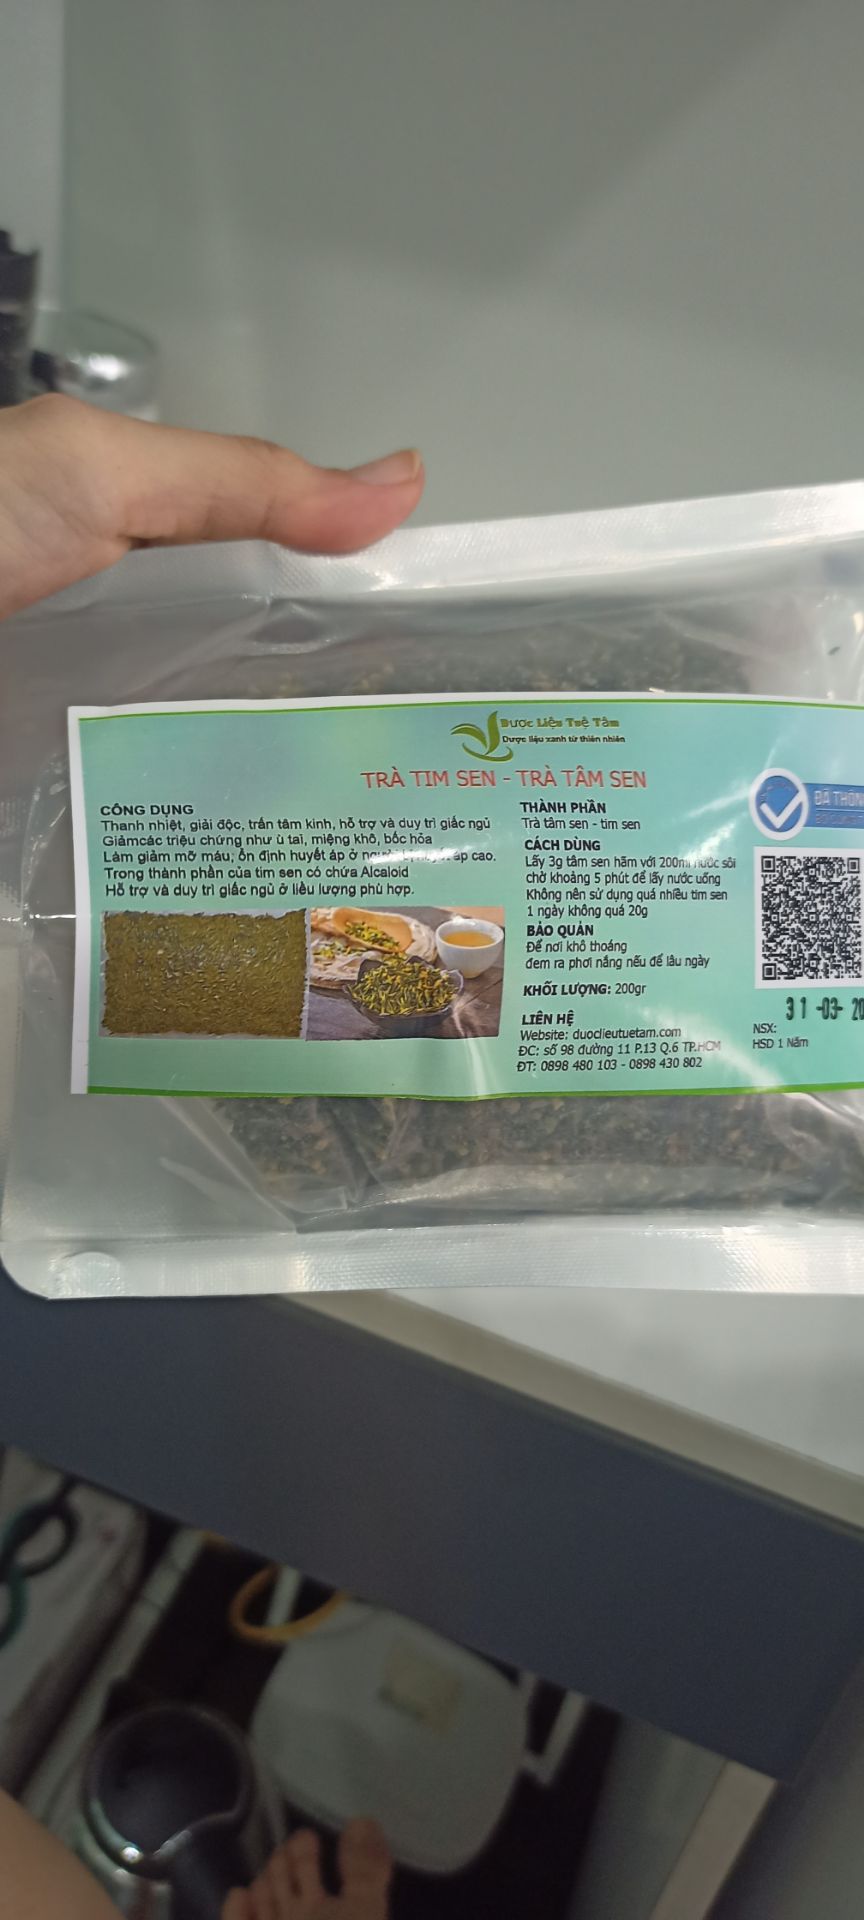 Dược Liệu Tuệ Tâm
Dược liệu xanh từ thiên nhiên
TRÀ TIM SEN - TRÀ TÂM SEN
CÔNG DỤNG
Thanh nhiệt, giải độc, trấn tâm kinh, hỗ trợ và duy trì giấc ngủ
Giảmcác triệu chứng như ù tai, miệng khô, bốc hỏa
Làm giảm mỡ máu, ổn định huyết áp ở áp cao.
Trong thành phần của tim sen có chứa Alcaloid
Hỗ trợ và duy trì giấc ngủ ở liều lượng phù hợp.
THÀNH PHẦN
Trà tâm sen - tim sen
CÁCH DÙNG
Lấy 3g tâm sen hãm với 200ml nước sôi
chờ khoảng 5 phút để lấy nước uống
Không nên sử dụng quá nhiều tim sen
1 ngày không quá 20g
BẢO QUẢN
Để nơi khô thoáng
đem ra phơi nắng nếu để lâu ngày
KHỐI LƯỢNG: 200gr
LIÊN HỆ
Website: duoclieutuetam.com
ĐC: số 98 đường 11 P.13 Q.6 TP.HCM
ĐT: 0898 480 103 - 0898 430 802
ĐÃ THÔN
31 -03- 20
NSX:
HSD 1 Năm